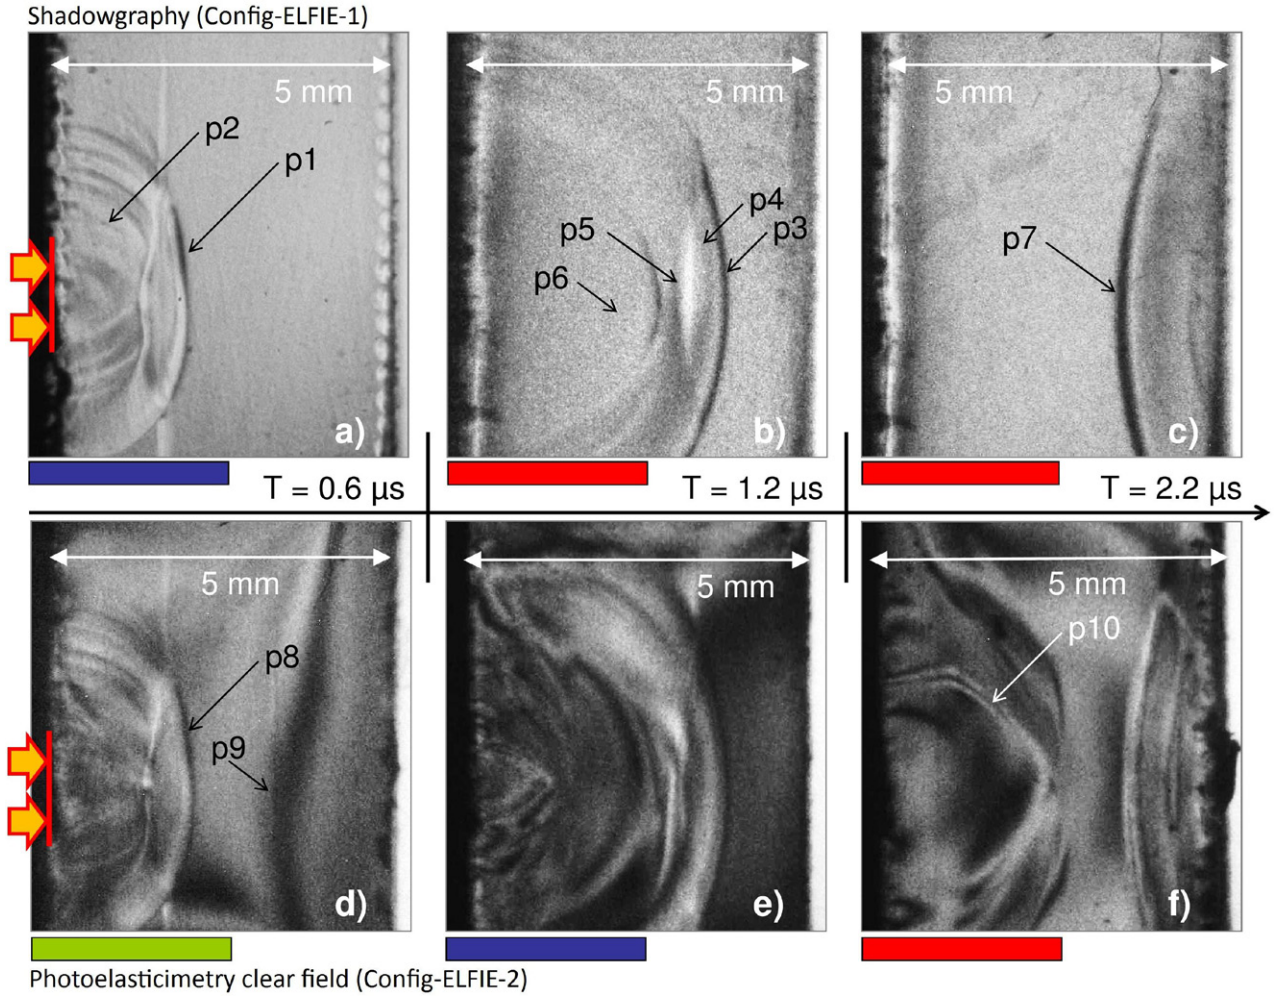 Shadowgraphy (Config-ELFIE-1)
5 mm
5 mm
5 mm
p2
p1
p4
p3
p5
p6
p7
a)
b)
c)
T = 0.6 µs
T = 1.2 µs
T = 2.2 µs
5 mm
5 mm
5 mm
p8
p9
p10
d)
e)
f)
Photoelasticimetry clear field (Config-ELFIE-2)